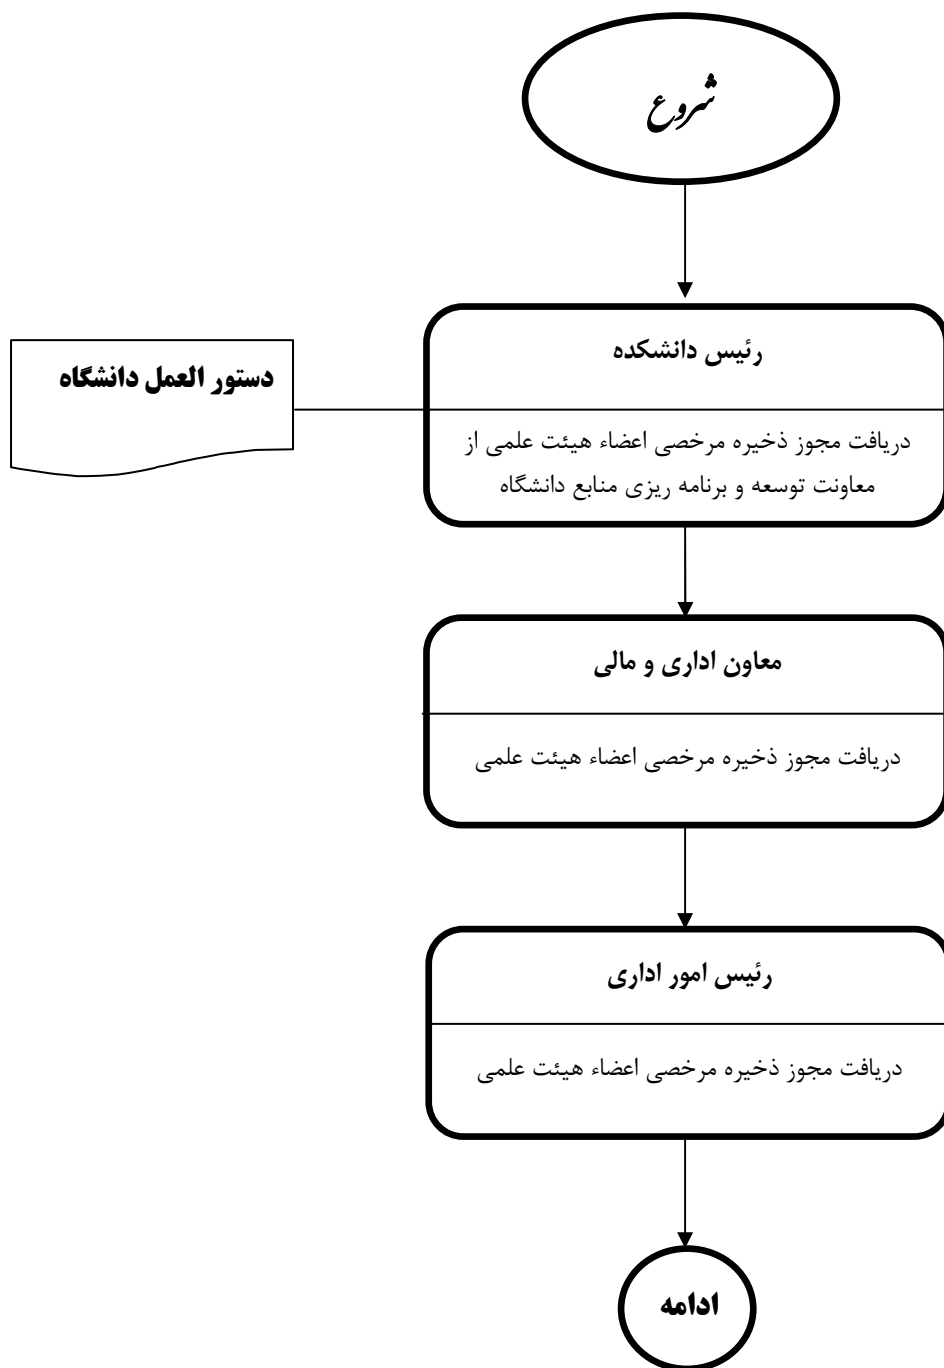 شروع
رئیس دانشکده
دستور العمل دانشگاه
دریافت مجوز ذخیره مرخصی اعضاء هیئت علمی از
معاونت توسعه و برنامه ریزی منابع دانشگاه
معاون اداری و مالی
دریافت مجوز ذخیره مرخصی اعضاء هیئت علمی
رئیس امور اداری
دریافت مجوز ذخیره مرخصی اعضاء هیئت علمی
ادامه